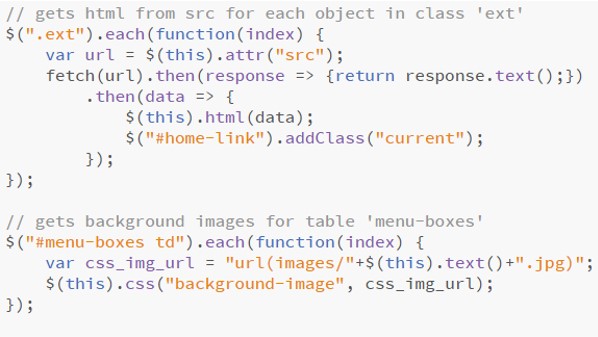 // gets html from src for each object in class 'ext'
$(".ext").each(function(index) {
    var url = $(this).attr("src");
    fetch(url).then(response => {return response.text();})
        .then(data => {
            $(this).html(data);
            $("#home-link").addClass("current");
        });
});

// gets background images for table 'menu-boxes'
$("#menu-boxes td").each(function(index) {
    var css_img_url = "url(images/"+$(this).text()+".jpg)";
    $(this).css("background-image", css_img_url);
});